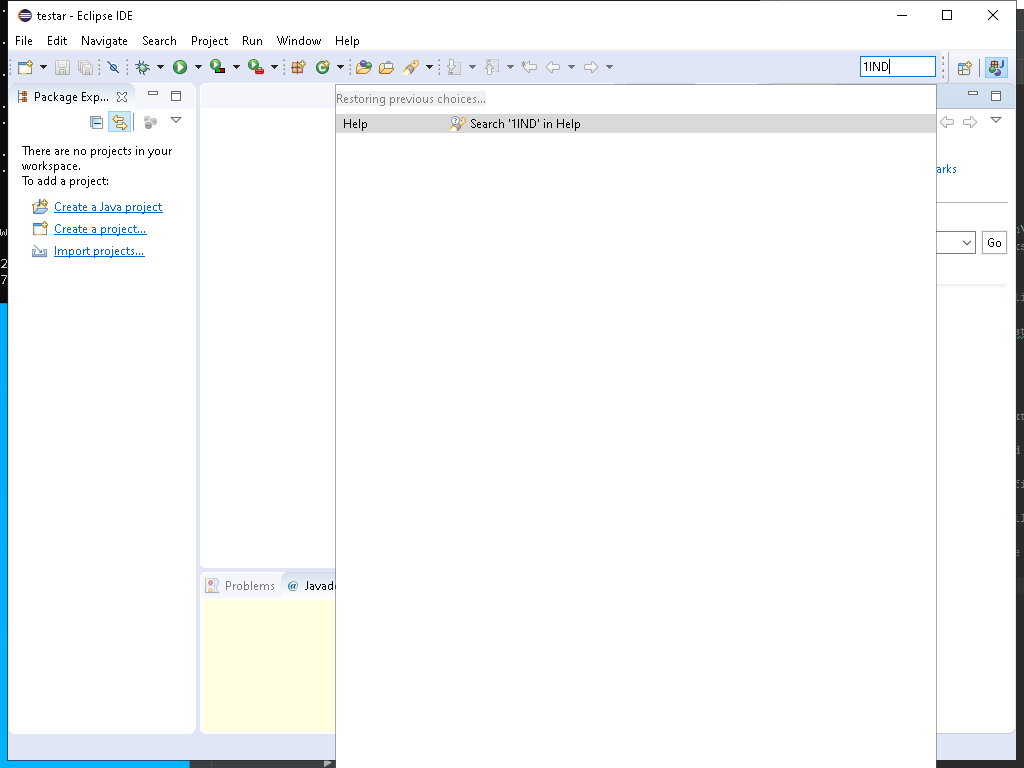 testar - Eclipse IDE
File Edit Navigate Search Project Run Window Help
1IND
Package Exp...
Restoring previous choices...
Help Search '1IND' in Help
There are no projects in your
workspace.
To add a project:
arks
Create a Java project
Create a project...
Go
Import projects...
Problems @ Javad